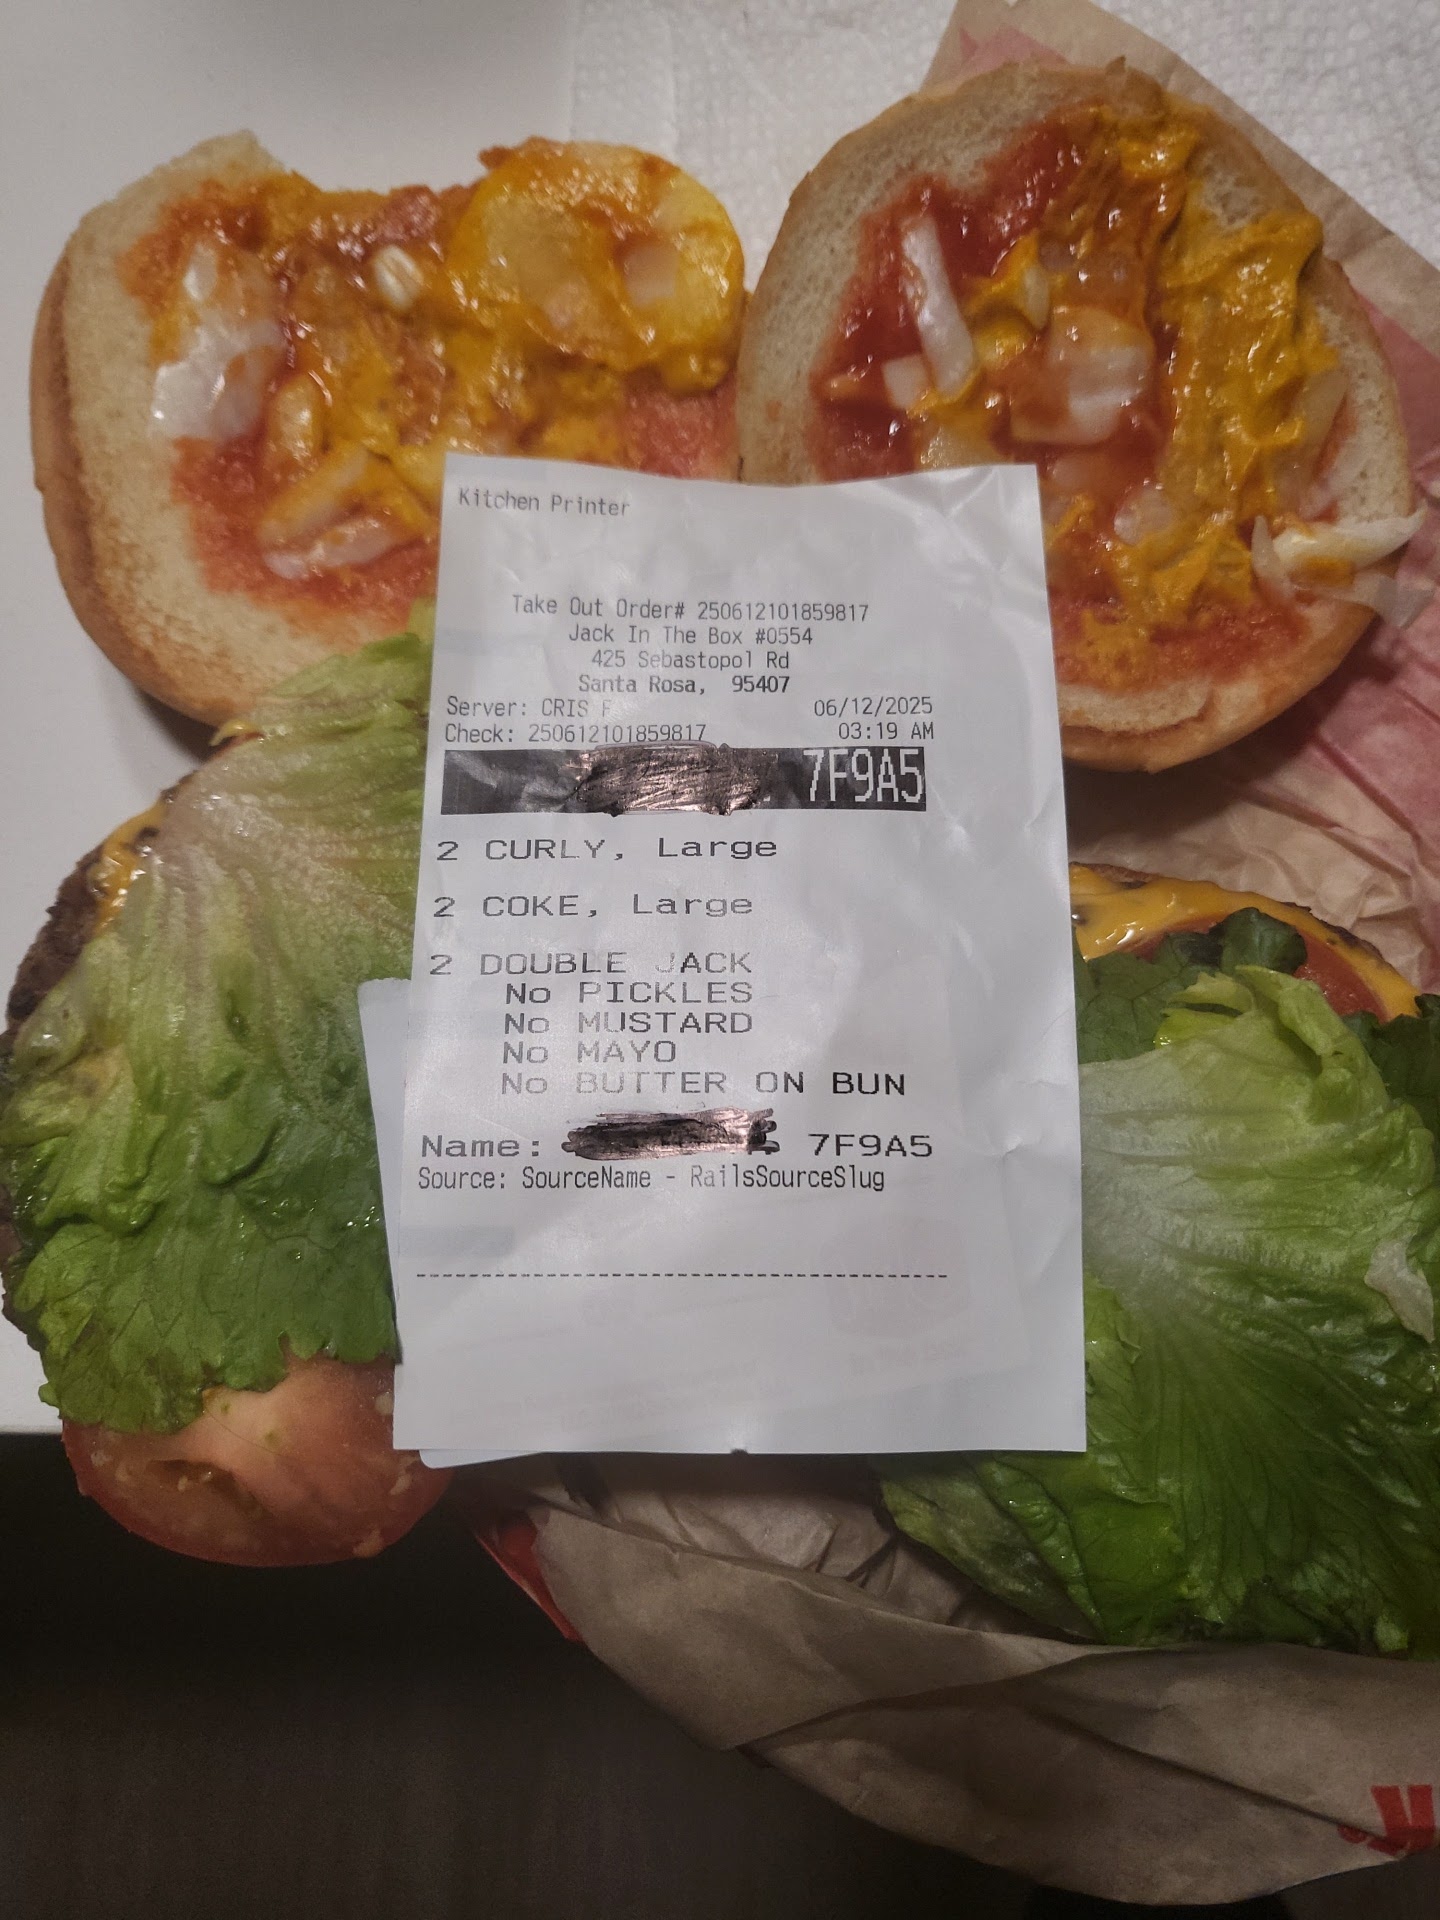 Kitchen Printer
Take Out Order# 250612101859817
Jack In The Box #0554
425 Sebastopol Rd
Santa Rosa, 95407
Server: CRIS F 06/12/2025
Check: 250612101859817 03:19 AM
7F9A5
2 CURLY, Large
2 COKE, Large
2 DOUBLE JACK
No PICKLES
No MUSTARD
No MAYO
No BUTTER ON BUN
Name: 7F9A5
Source: SourceName - RailsSourceSlug